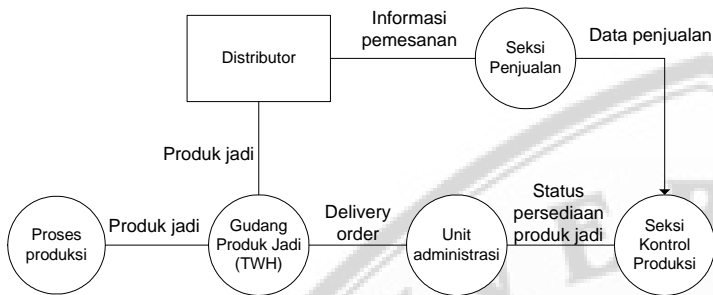 Informasi
pemesanan
Data penjualan
Distributor
Seksi
Penjualan
Produk jadi
Proses
produksi
Produk jadi
Gudang
Produk Jadi
(TWH)
Delivery
order
Unit
administrasi
Status
persediaan
produk jadi
Seksi
Kontrol
Produksi